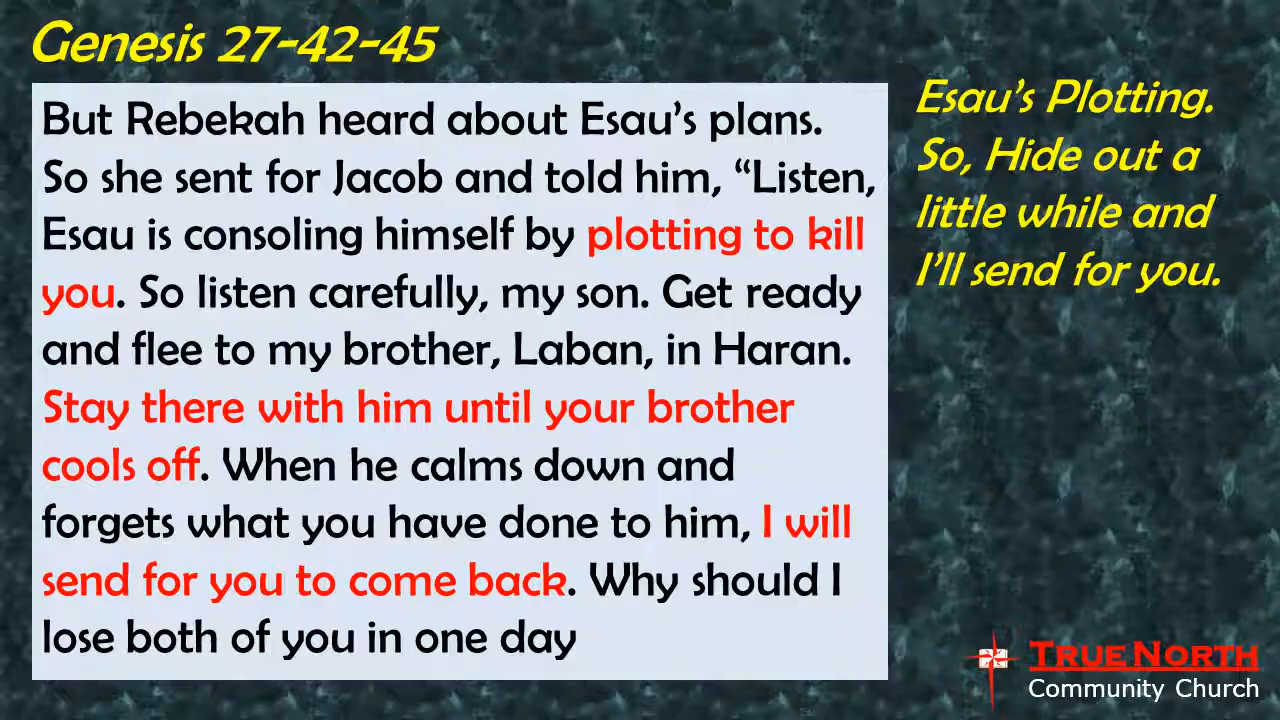 Genesis 27-42-45
But Rebekah heard about Esau’s plans.
So she sent for Jacob and told him, “Listen,
Esau is consoling himself by plotting to kill
you. So listen carefully, my son. Get ready
and flee to my brother, Laban, in Haran.
Stay there with him until your brother
cools off. When he calms down and
forgets what you have done to him, I will
send for you to come back. Why should I
lose both of you in one day
Esau’s Plotting.
So, Hide out a
little while and
I’ll send for you.
TRUE NORTH
Community Church